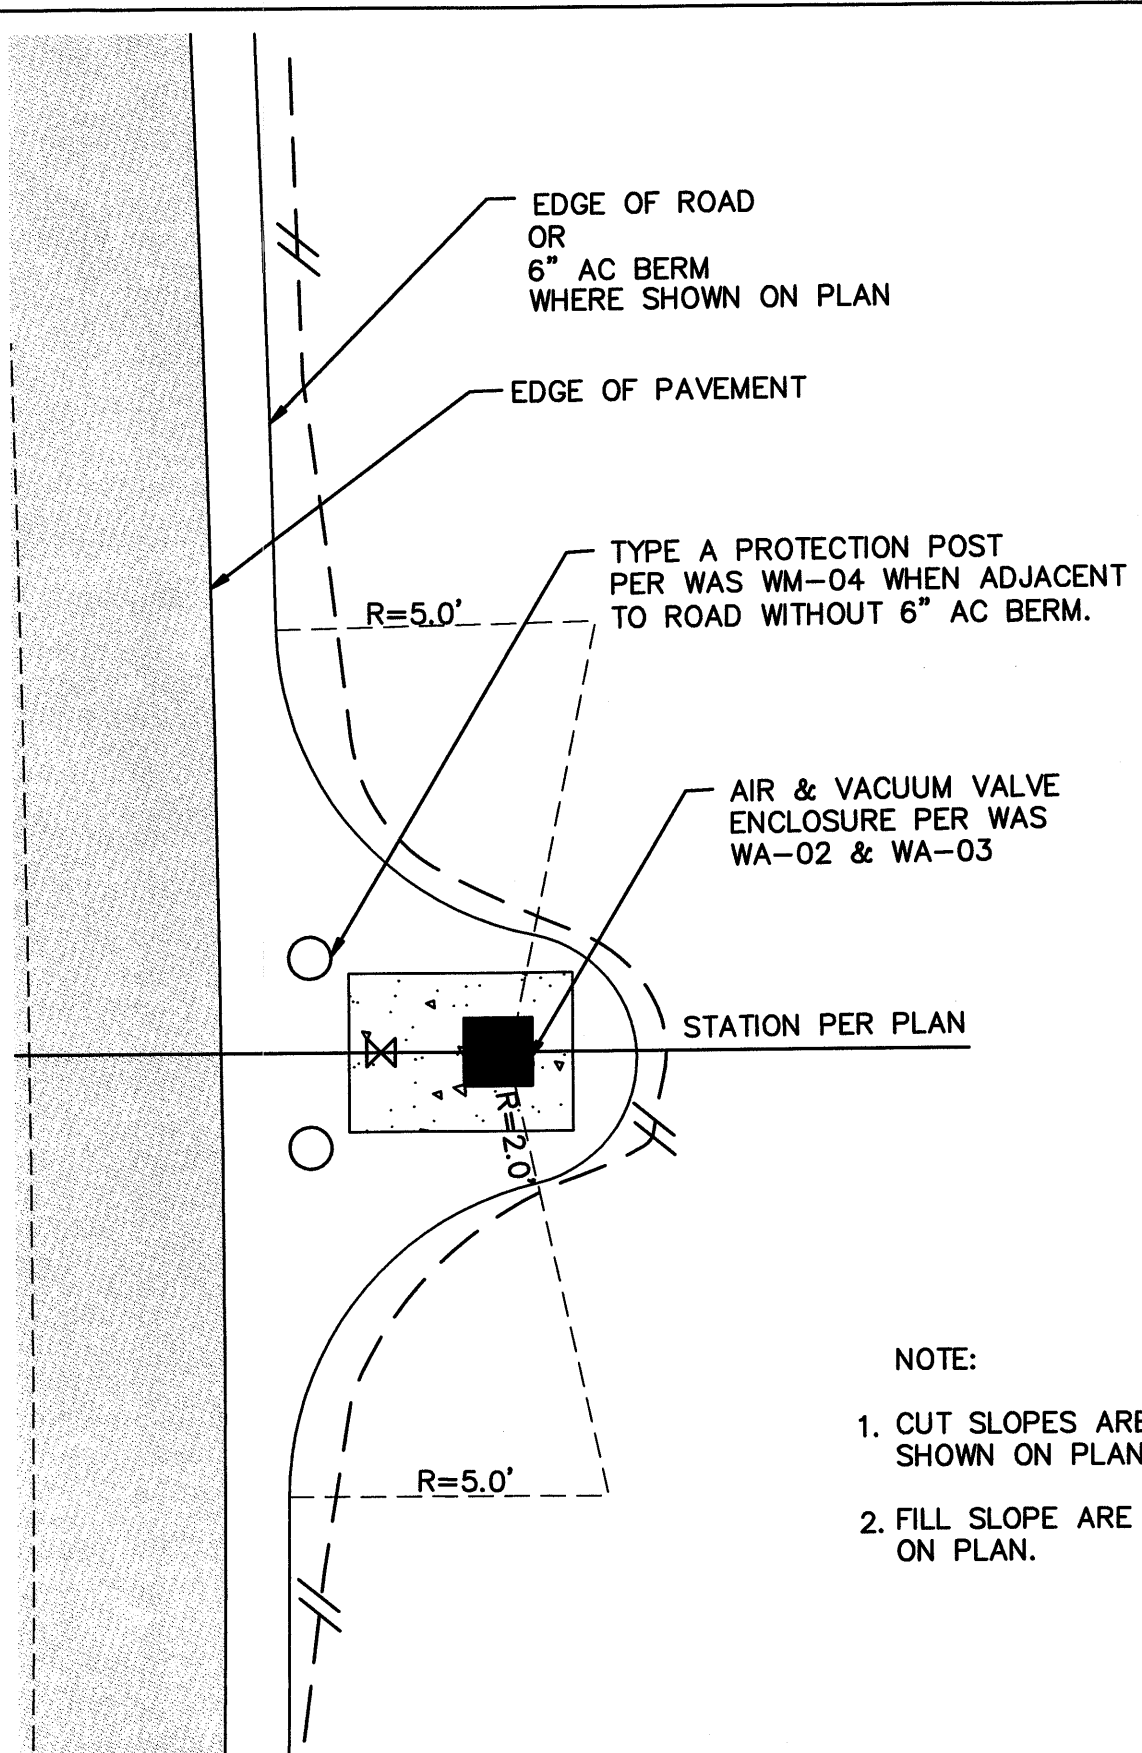 EDGE OF ROAD
OR
6" AC BERM
WHERE SHOWN ON PLAN
EDGE OF PAVEMENT
TYPE A PROTECTION POST
PER WAS WM-04 WHEN ADJACENT
TO ROAD WITHOUT 6" AC BERM.
R=5.0'
AIR & VACUUM VALVE
ENCLOSURE PER WAS
WA-02 & WA-03
STATION PER PLAN
R=2.0'
NOTE:
1. CUT SLOPES ARE
SHOWN ON PLAN
2. FILL SLOPE ARE
ON PLAN.
R=5.0'